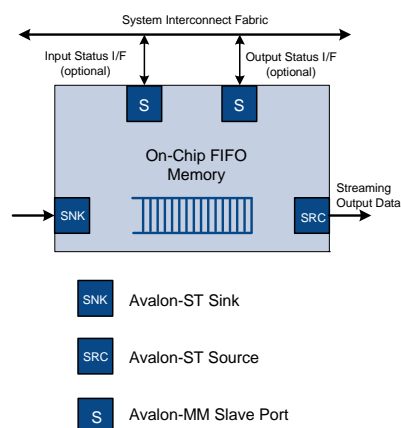 System Interconnect Fabric
Input Status I/F
(optional)
Output Status I/F
(optional)
S
S
On-Chip FIFO
Memory
SNK
SRC
Streaming
Output Data
SNK
Avalon-ST Sink
SRC
Avalon-ST Source
S
Avalon-MM Slave Port